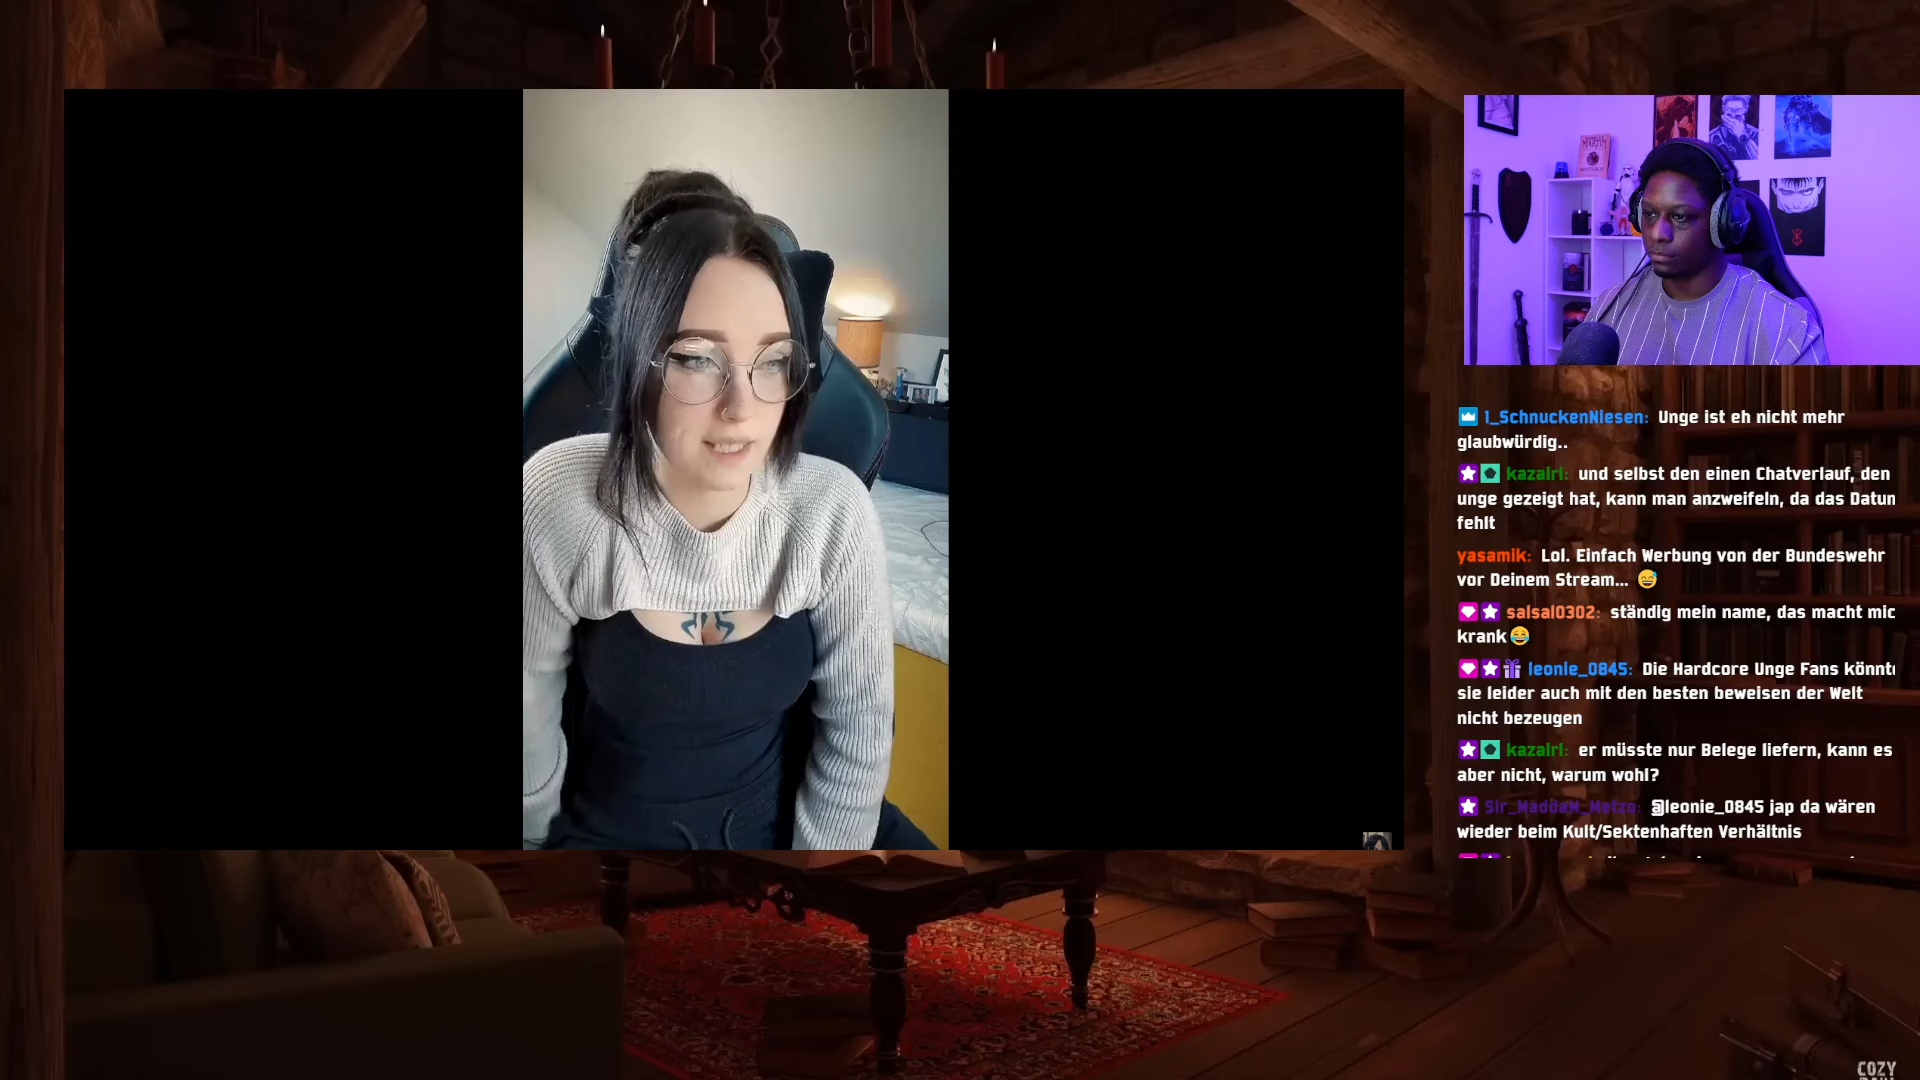 MARTIN
1_SchnuckenNiesen: Unge ist eh nicht mehr
glaubwürdig..
kazairl: und selbst den einen Chatverlauf, den
unge gezeigt hat, kann man anzweifeln, da das Datun
fehlt
yasamik: Lol. Einfach Werbung von der Bundeswehr
vor Deinem Stream...
salsal0302: ständig mein name, das macht mic
krank
leonie_0845: Die Hardcore Unge Fans könnte
sie leider auch mit den besten beweisen der Welt
nicht bezeugen
kazairl: er müsste nur Belege liefern, kann es
aber nicht, warum wohl?
Sir_MaddaM_Metzo: @leonie_0845 jap da wären
wieder beim Kult/Sektenhaften Verhältnis
COZY